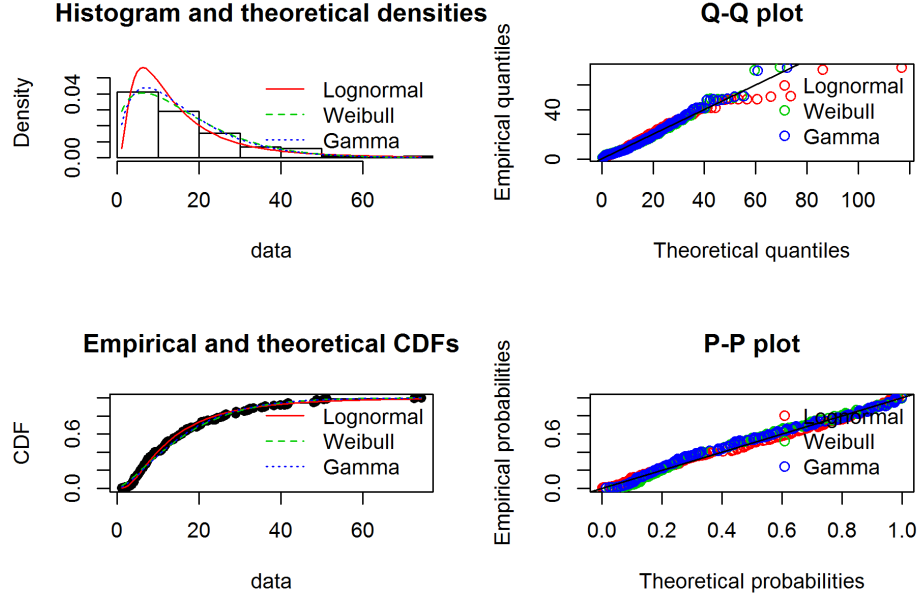 Histogram and theoretical densities
Density
0.00 0.04
Lognormal
Weibull
Gamma
0 20 40 60
data
Q-Q plot
Empirical quantiles
0 40
Lognormal
Weibull
Gamma
0 20 40 60 80 100
Theoretical quantiles
Empirical and theoretical CDFs
CDF
0.0 0.6
Lognormal
Weibull
Gamma
0 20 40 60
data
P-P plot
Empirical probabilities
0.0 0.6
Lognormal
Weibull
Gamma
0.0 0.2 0.4 0.6 0.8 1.0
Theoretical probabilities